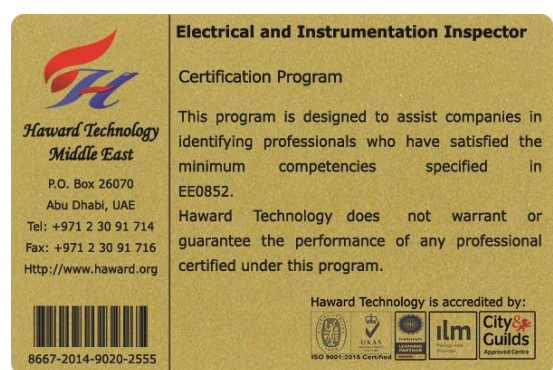 Haward Technology
Middle East
P.O. Box 26070
Abu Dhabi, UAE
Tel: +971 2 30 91 714
Fax: +971 2 30 91 716
Http://www.haward.org
8667-2014-9020-2555
Electrical and Instrumentation Inspector
Certification Program
This program is designed to assist companies in
identifying professionals who have satisfied the
minimum competencies specified in
EE0852.
Haward Technology does not warrant or
guarantee the performance of any professional
certified under this program.
Haward Technology is accredited by:
UKAS
ISO 9001:2015 Certified
LEARNING
PARTNER
ilm
City&
Guilds
Approved Centre